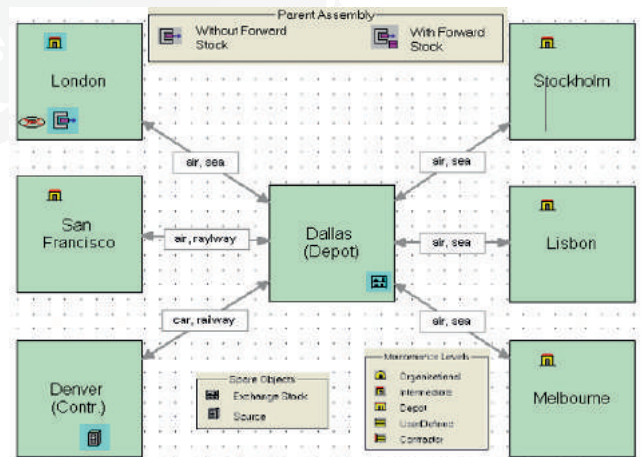 Parent Assembly
Without Forward
Stock
With Forward
Stock
London
Stockholm
air, sea
air, sea
San
Francisco
air, raylway
Dallas
(Depot)
air, sea
Lisbon
car, railway
air, sea
Denver
(Contr.)
Spare Objects
Exchange Stock
Source
Maintenance Levels
Organizational
Intermediate
Depot
UserDefined
Contractor
Melbourne